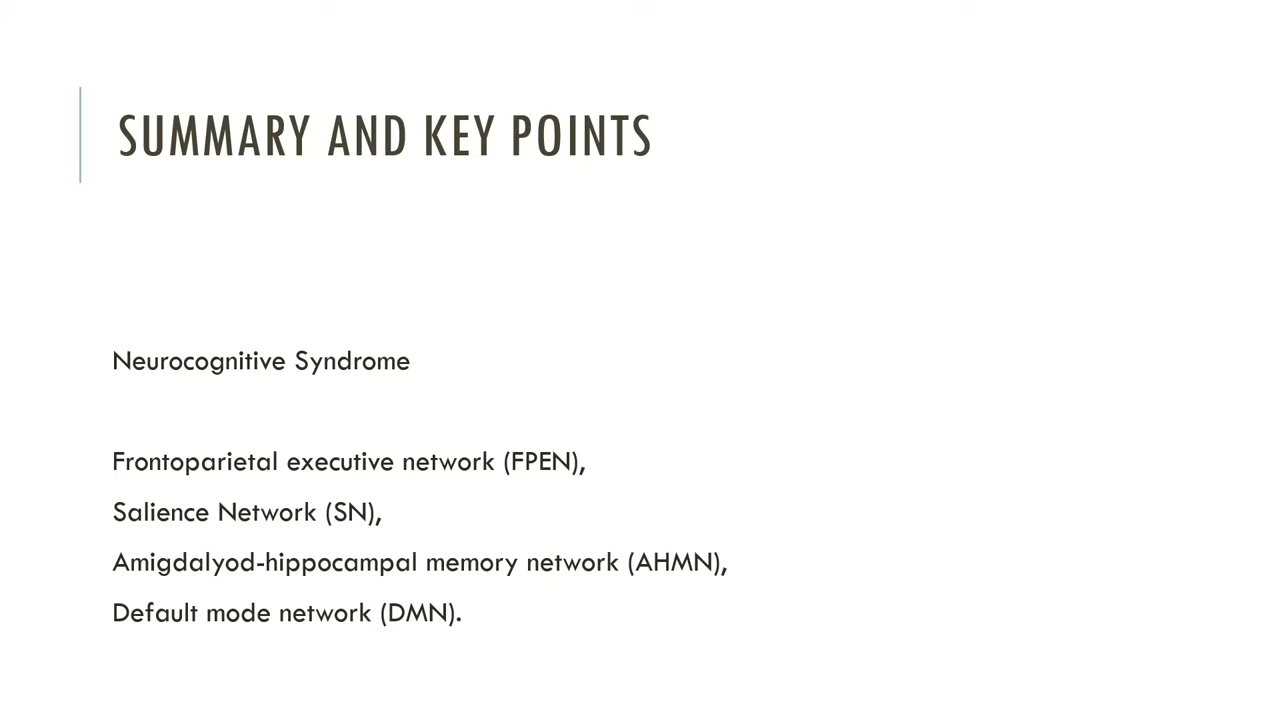 SUMMARY AND KEY POINTS
Neurocognitive Syndrome
Frontoparietal executive network (FPEN),
Salience Network (SN),
Amigdalyod-hippocampal memory network (AHMN),
Default mode network (DMN).